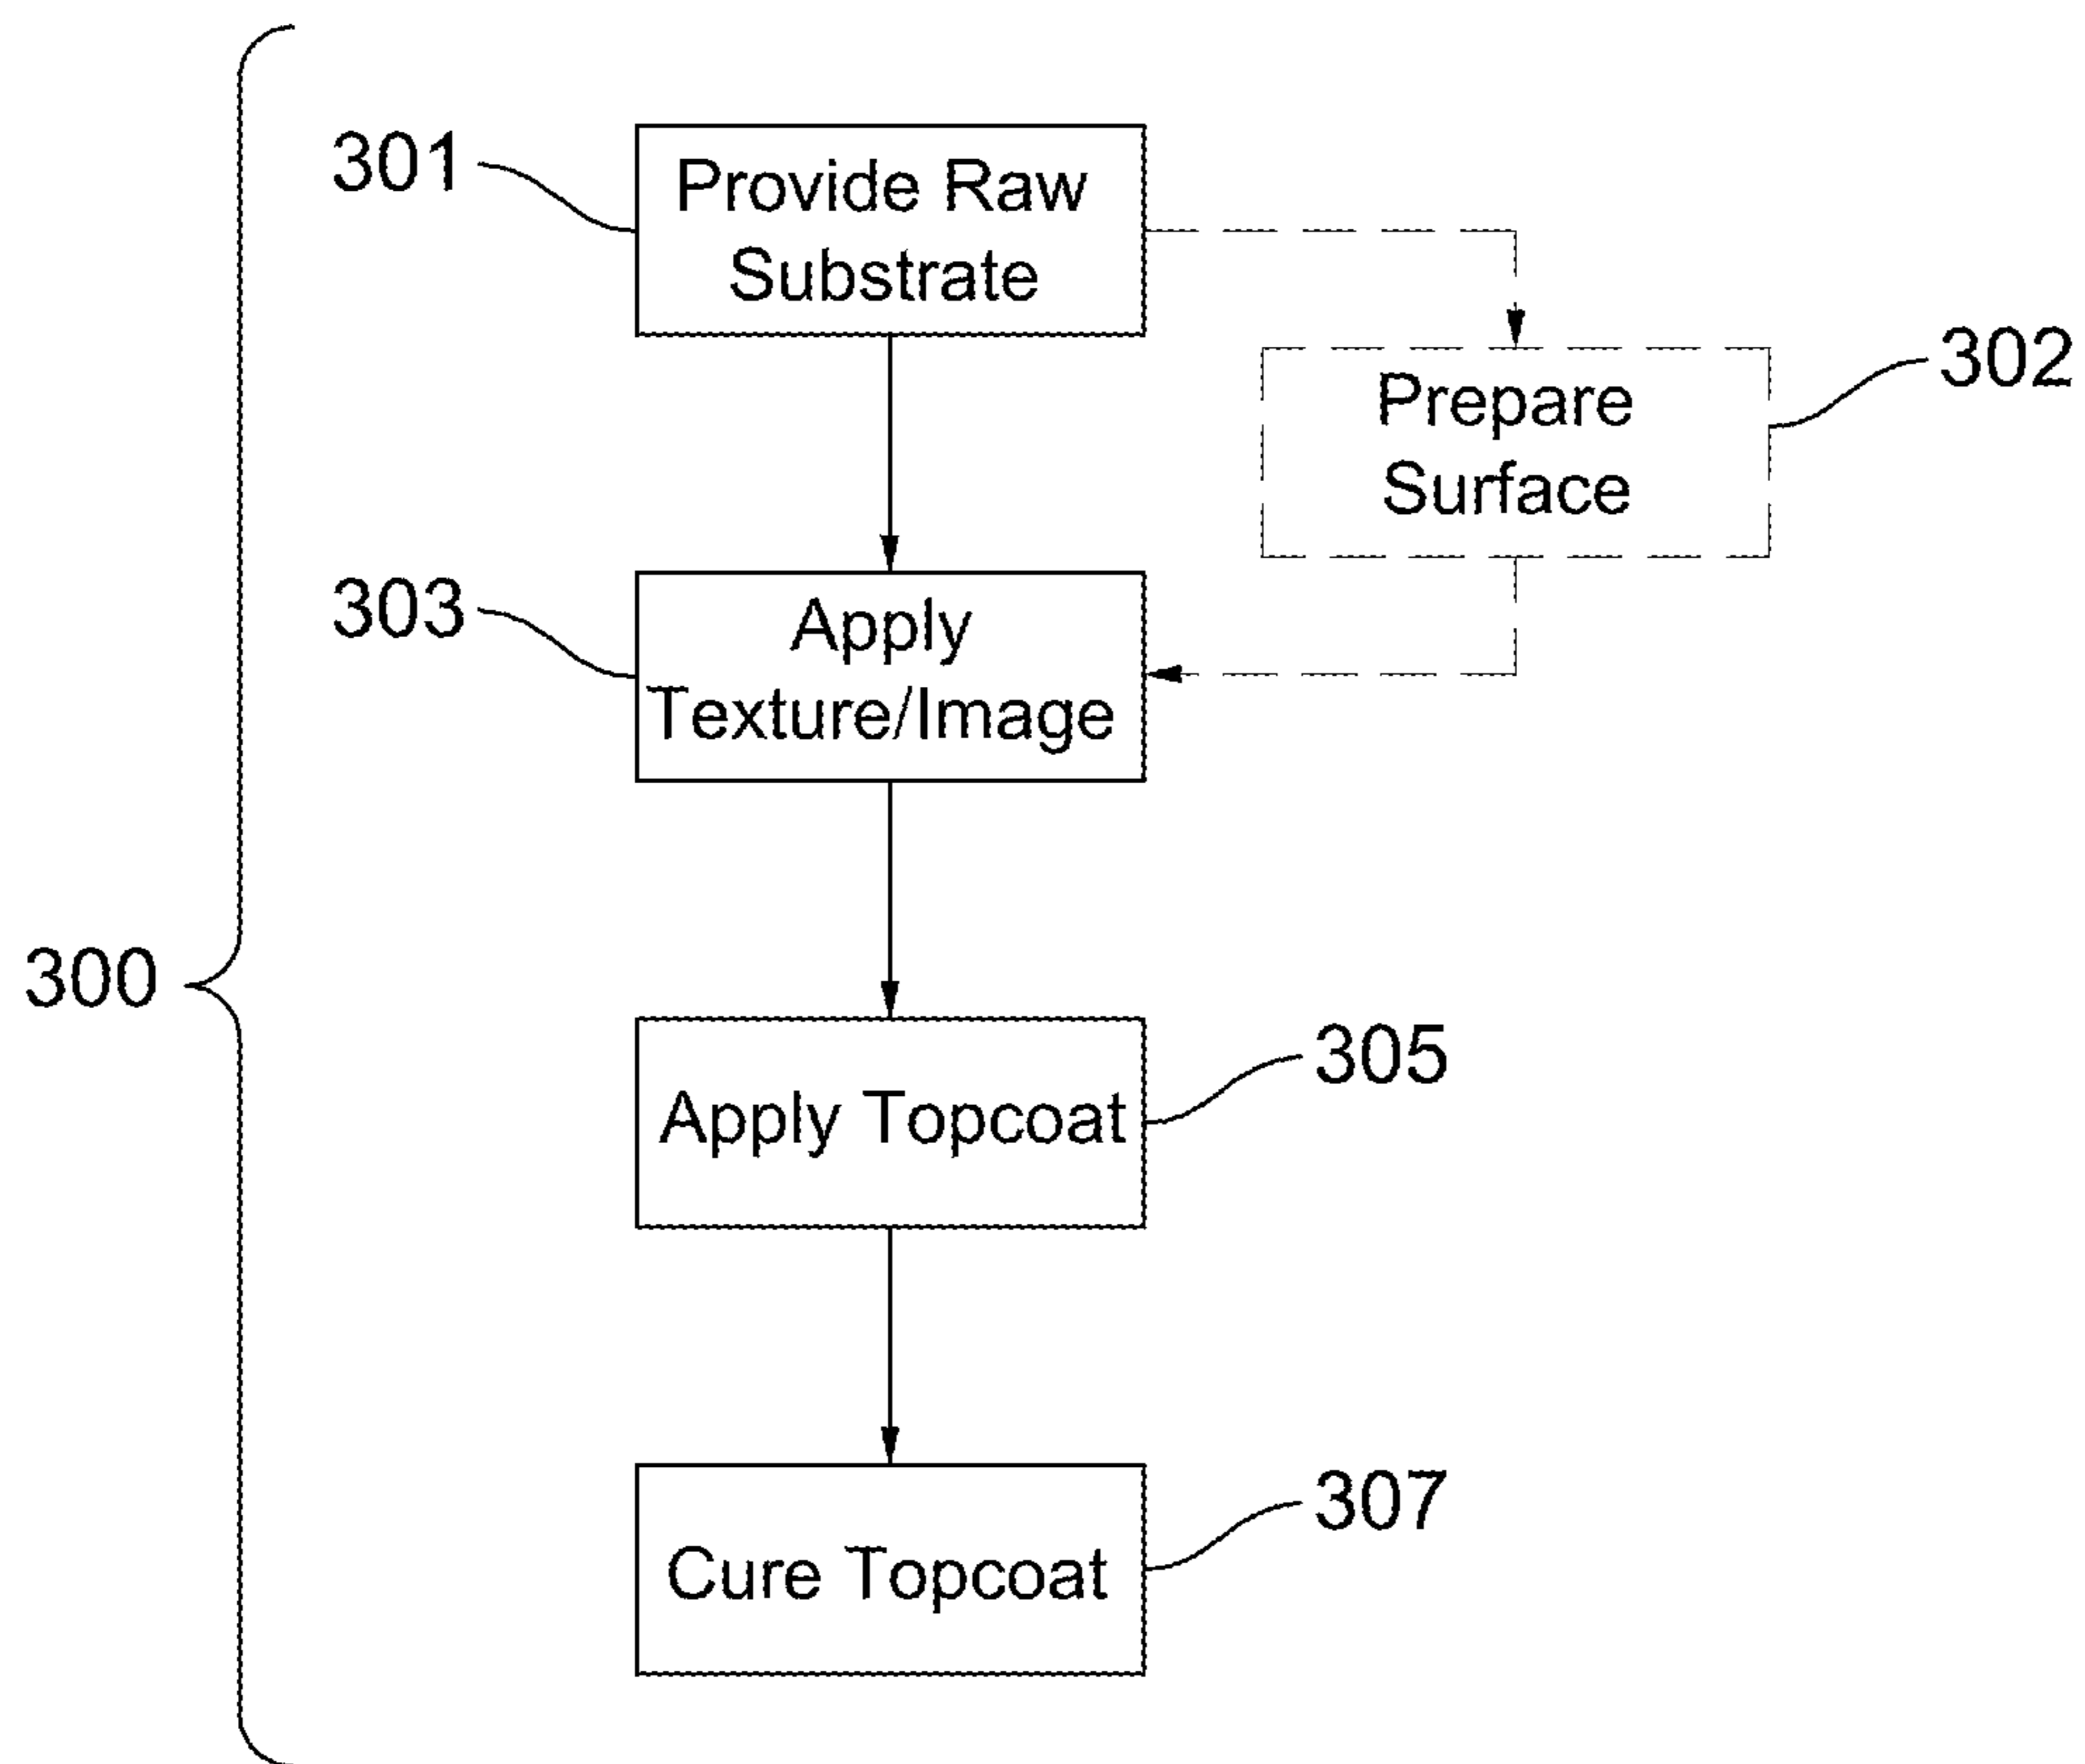 301
Provide Raw
Substrate
302
Prepare
Surface
303
Apply
Texture/Image
300
305
Apply Topcoat
307
Cure Topcoat